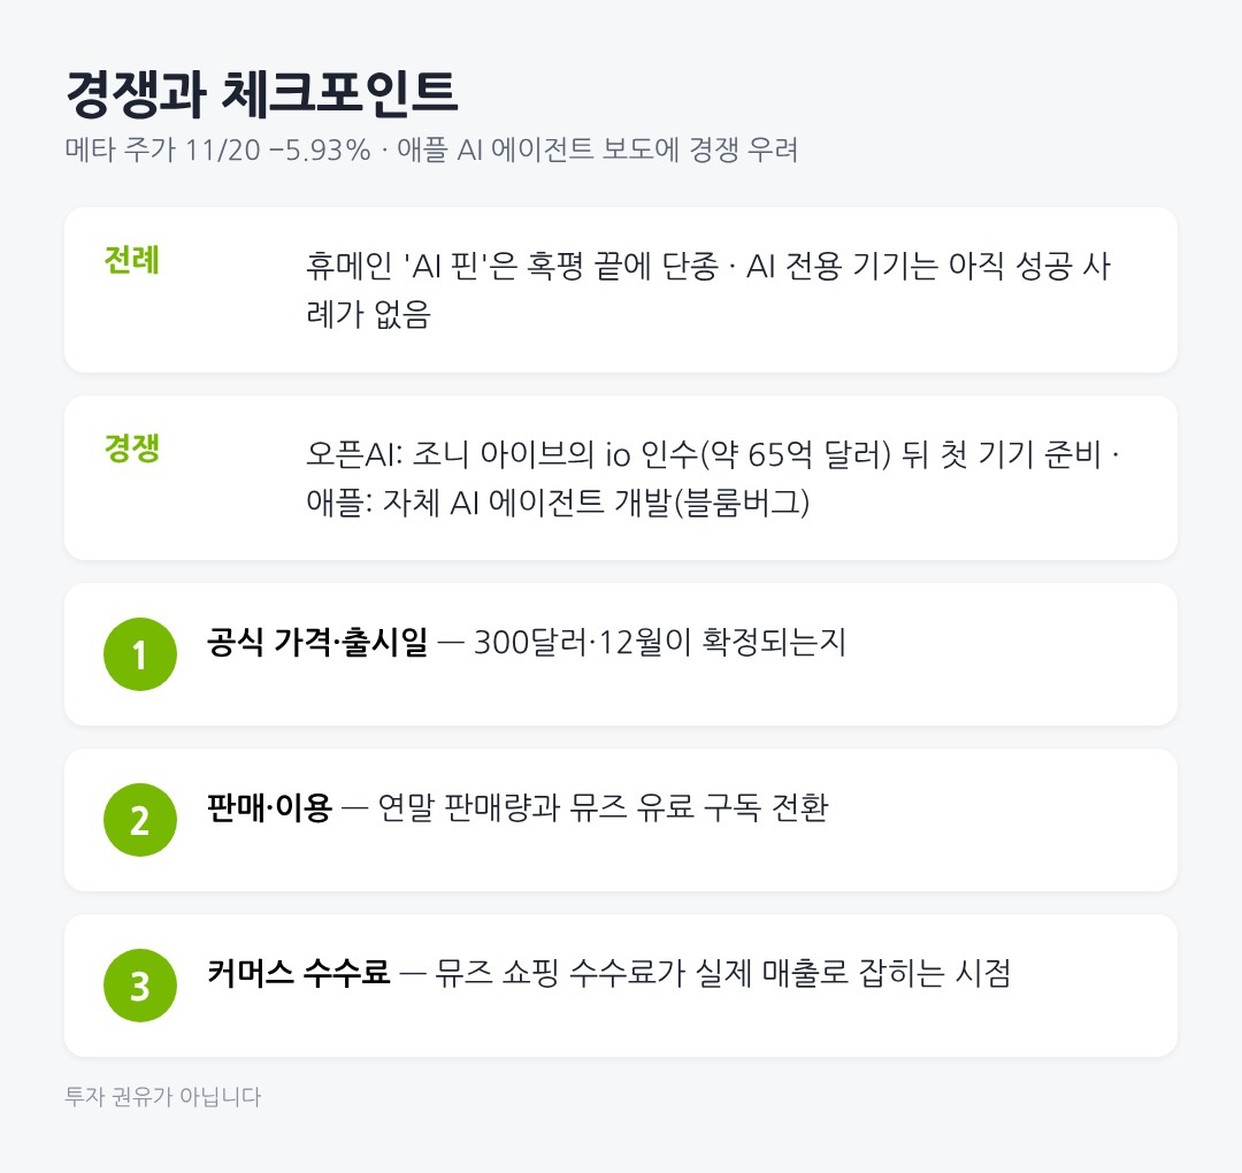 경쟁과 체크포인트
메타 주가 11/20 −5.93% · 애플 AI 에이전트 보도에 경쟁 우려
전례
휴메인 'AI 핀'은 혹평 끝에 단종 · AI 전용 기기는 아직 성공 사
례가 없음
경쟁
오픈AI: 조니 아이브의 io 인수(약 65억 달러) 뒤 첫 기기 준비 ·
애플: 자체 AI 에이전트 개발(블룸버그)
1 공식 가격·출시일 — 300달러·12월이 확정되는지
2 판매·이용 — 연말 판매량과 뮤즈 유료 구독 전환
3 커머스 수수료 — 뮤즈 쇼핑 수수료가 실제 매출로 잡히는 시점
투자 권유가 아닙니다